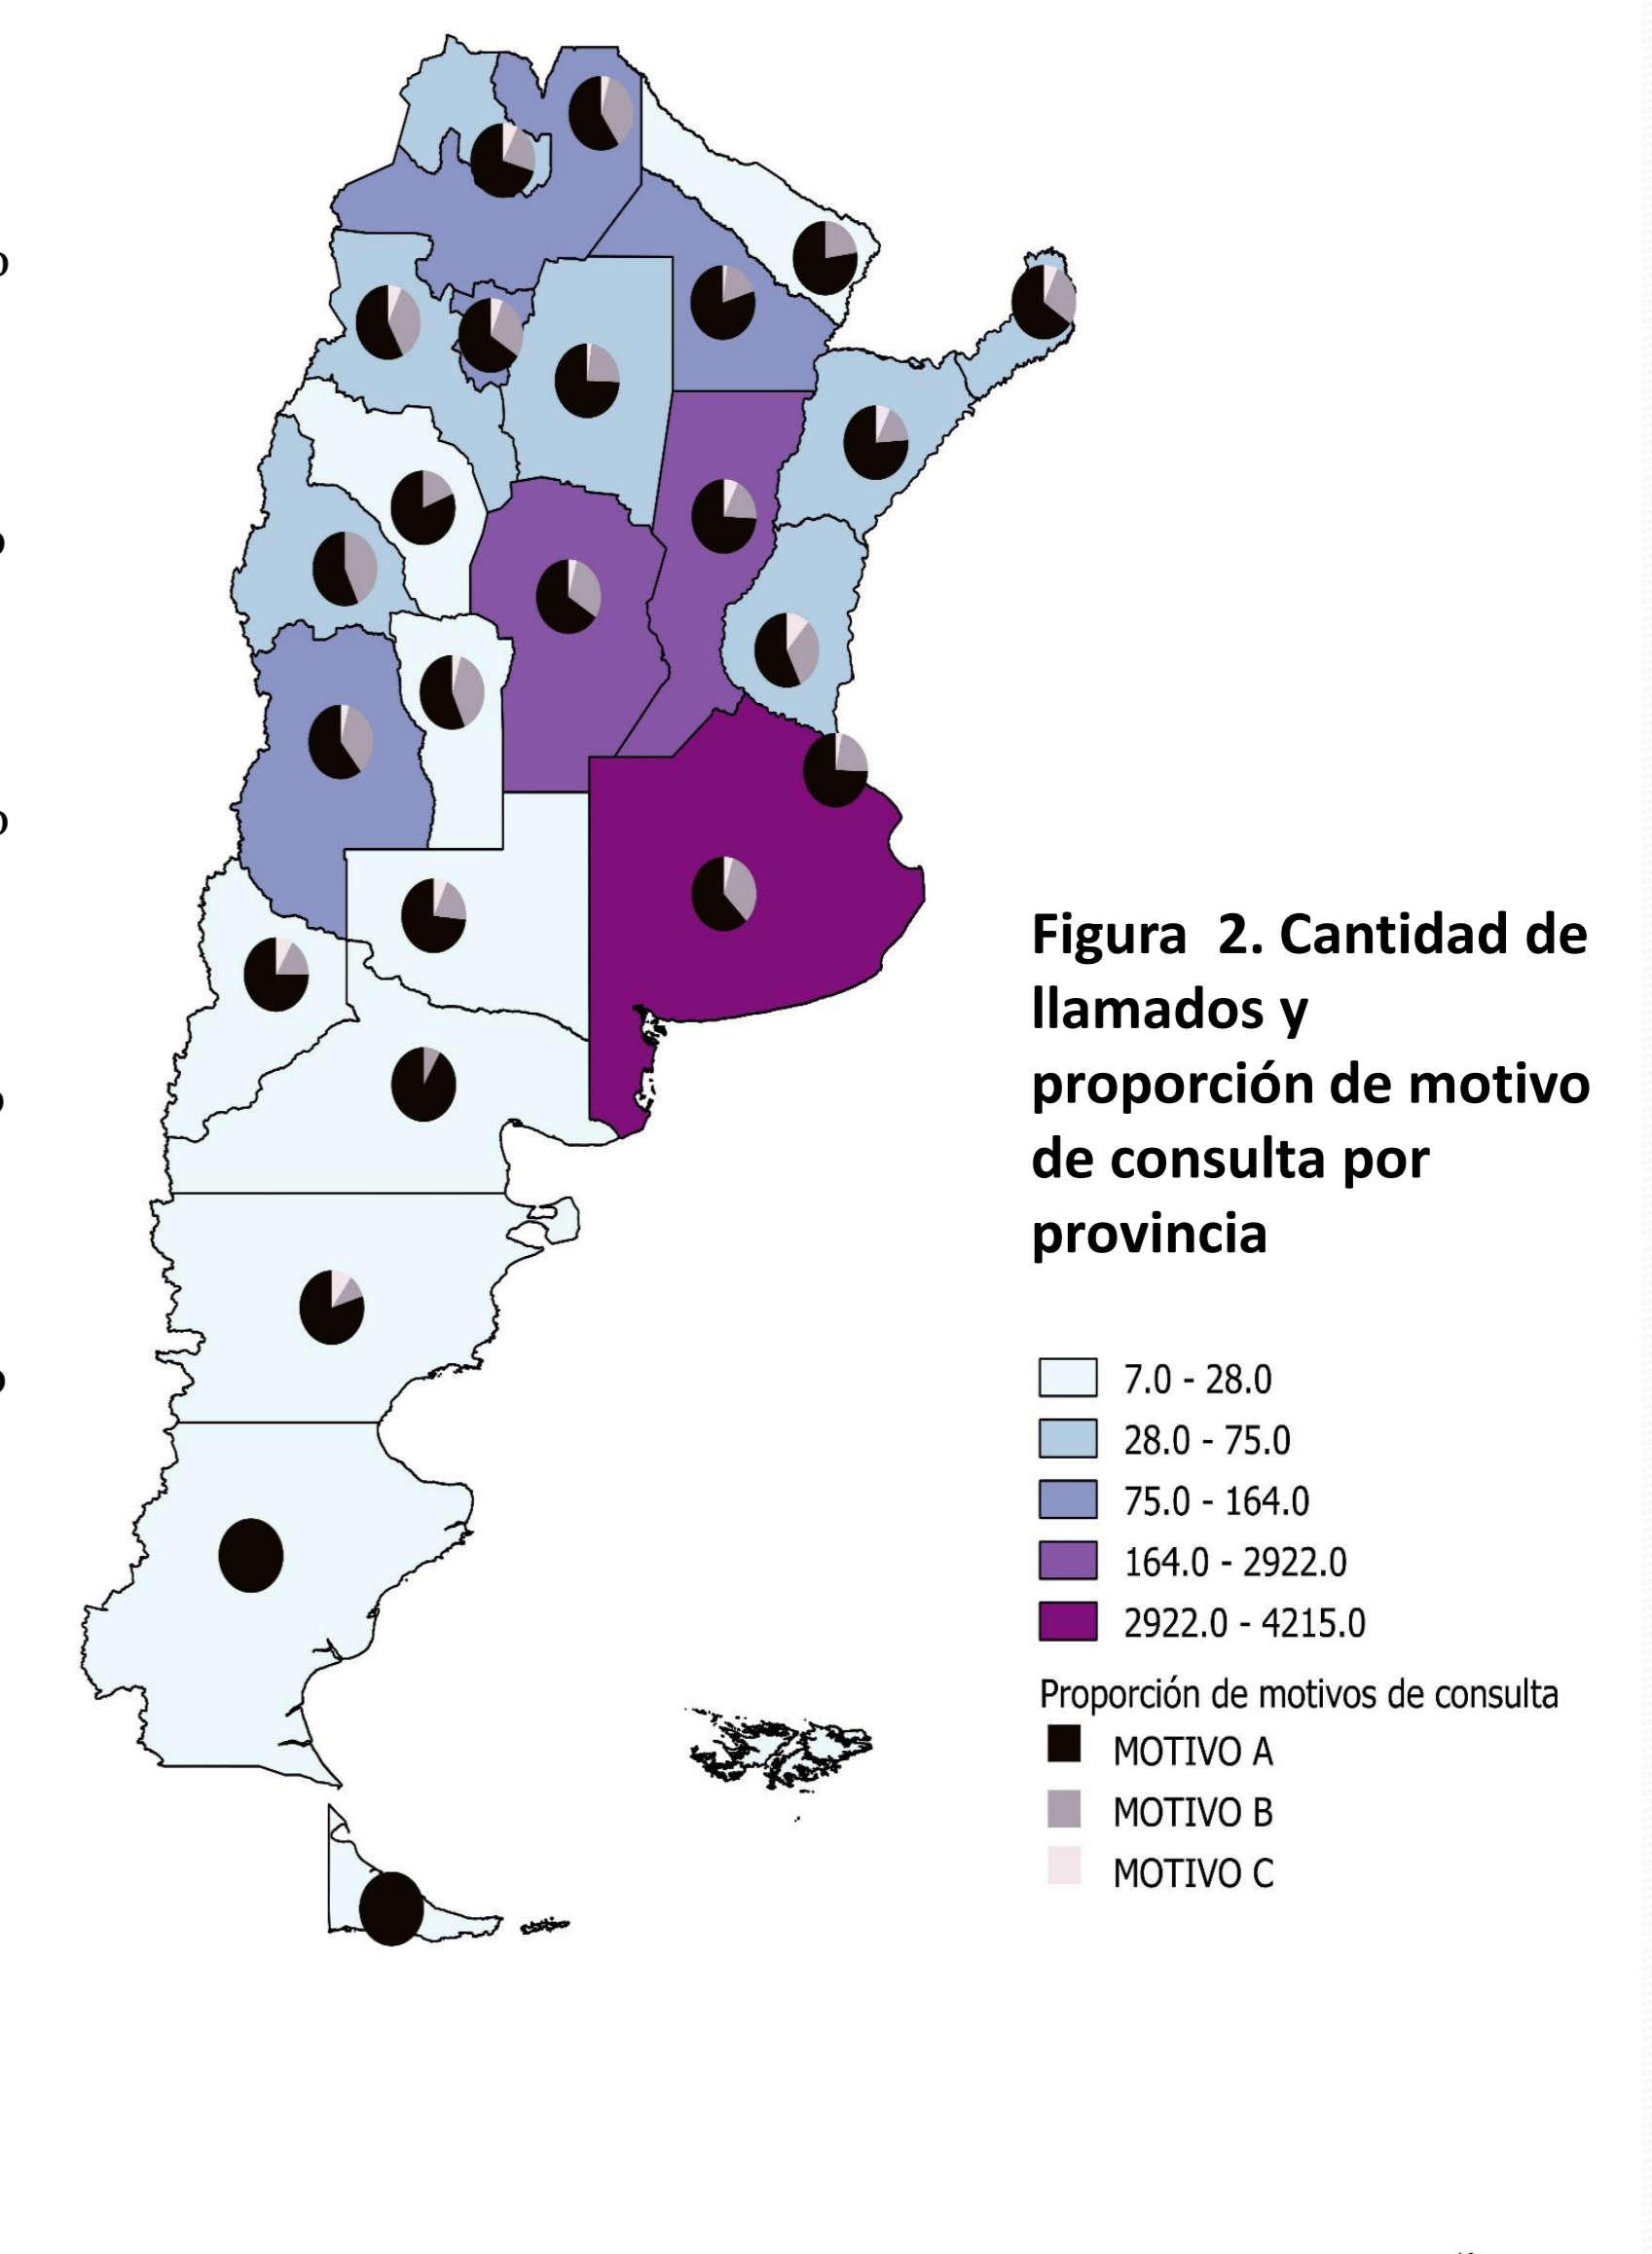 Figura 2. Cantidad de
llamados y
proporción de motivo
de consulta por
provincia
7.0 - 28.0
28.0 - 75.0
75.0 - 164.0
164.0 - 2922.0
2922.0 - 4215.0
Proporción de motivos de consulta
MOTIVO A
MOTIVO B
MOTIVO C